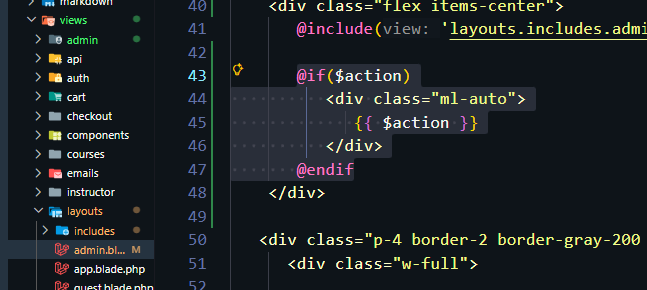 markdown
views
admin
api
auth
cart
checkout
components
courses
emails
instructor
layouts
includes
admin.bl... M
app.blade.php
guest.blade.php
40 <div class="flex items-center">
41 @include(view: 'layouts.includes.admi
42
43 @if($action)
44 <div class="ml-auto">
45 {{ $action }}
46 </div>
47 @endif
48 </div>
49
50 <div class="p-4 border-2 border-gray-200
51 <div class="w-full">
52